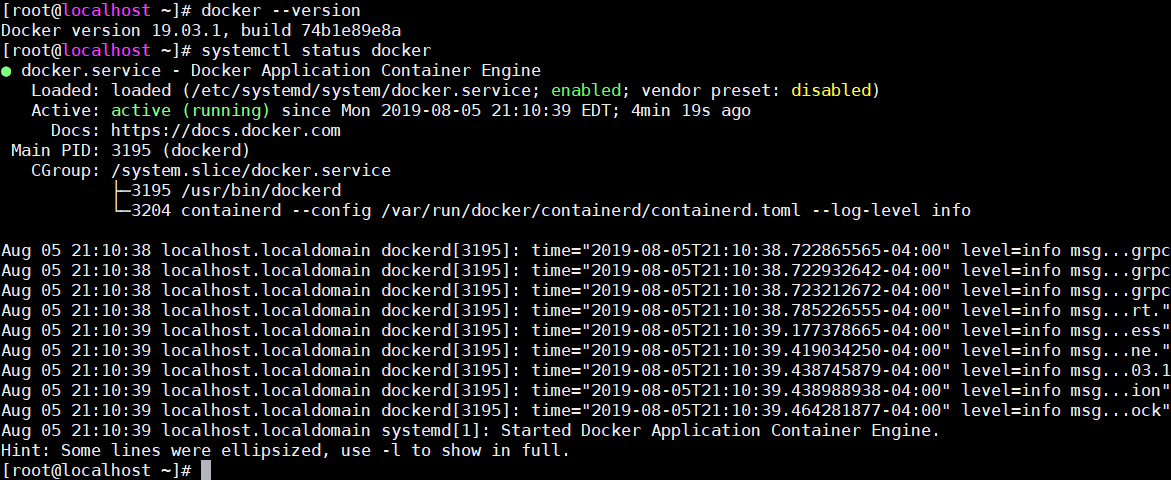 [root@localhost ~]# docker --version
Docker version 19.03.1, build 74b1e89e8a
[root@localhost ~]# systemctl status docker
● docker.service - Docker Application Container Engine
   Loaded: loaded (/etc/systemd/system/docker.service; enabled; vendor preset: disabled)
   Active: active (running) since Mon 2019-08-05 21:10:39 EDT; 4min 19s ago
     Docs: https://docs.docker.com
 Main PID: 3195 (dockerd)
   CGroup: /system.slice/docker.service
           ├─3195 /usr/bin/dockerd
           └─3204 containerd --config /var/run/docker/containerd/containerd.toml --log-level info

Aug 05 21:10:38 localhost.localdomain dockerd[3195]: time="2019-08-05T21:10:38.722865565-04:00" level=info msg...grpc
Aug 05 21:10:38 localhost.localdomain dockerd[3195]: time="2019-08-05T21:10:38.722932642-04:00" level=info msg...grpc
Aug 05 21:10:38 localhost.localdomain dockerd[3195]: time="2019-08-05T21:10:38.723212672-04:00" level=info msg...grpc
Aug 05 21:10:38 localhost.localdomain dockerd[3195]: time="2019-08-05T21:10:38.785226555-04:00" level=info msg...rt."
Aug 05 21:10:39 localhost.localdomain dockerd[3195]: time="2019-08-05T21:10:39.177378665-04:00" level=info msg...ess"
Aug 05 21:10:39 localhost.localdomain dockerd[3195]: time="2019-08-05T21:10:39.419034250-04:00" level=info msg...ne."
Aug 05 21:10:39 localhost.localdomain dockerd[3195]: time="2019-08-05T21:10:39.438745879-04:00" level=info msg...03.1
Aug 05 21:10:39 localhost.localdomain dockerd[3195]: time="2019-08-05T21:10:39.438988938-04:00" level=info msg...ion"
Aug 05 21:10:39 localhost.localdomain dockerd[3195]: time="2019-08-05T21:10:39.464281877-04:00" level=info msg...ock"
Aug 05 21:10:39 localhost.localdomain systemd[1]: Started Docker Application Container Engine.
Hint: Some lines were ellipsized, use -l to show in full.
[root@localhost ~]#